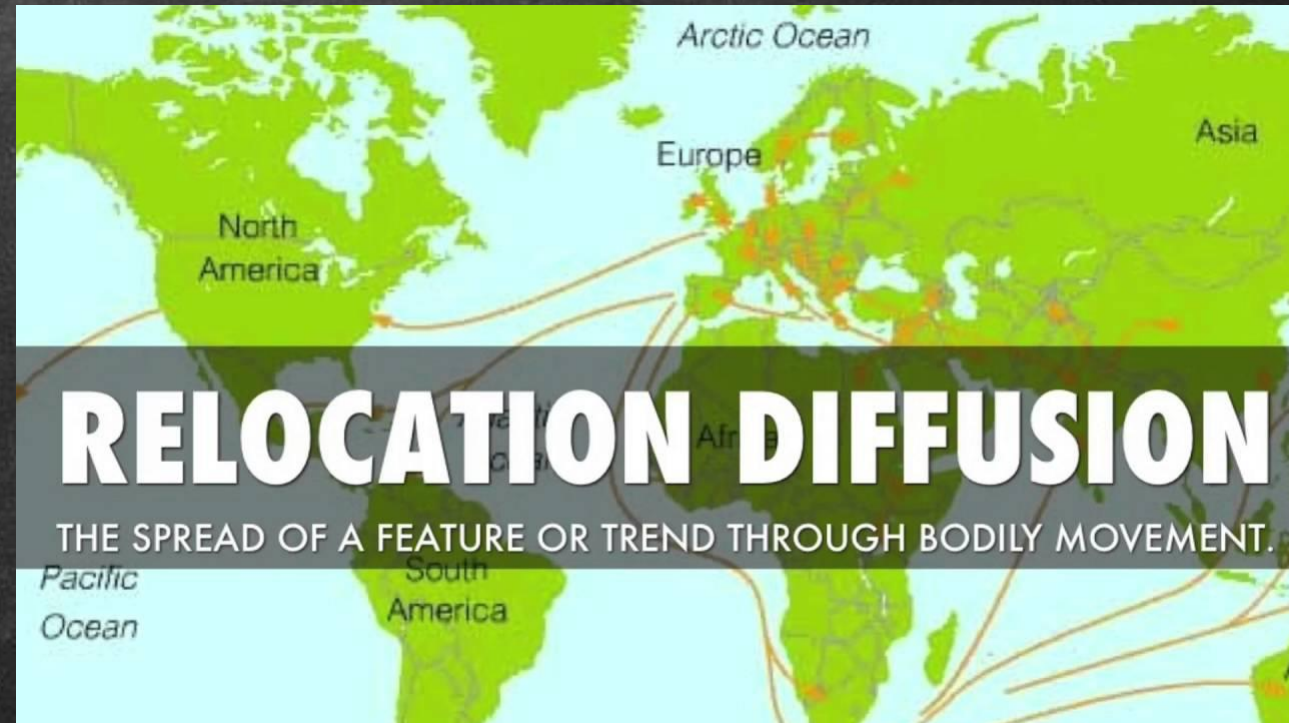 Arctic Ocean
Asia
Europe
North
America
RELOCATION DIFFUSION
THE SPREAD OF A FEATURE OR TREND THROUGH BODILY MOVEMENT.
Pacific
Ocean
South
America